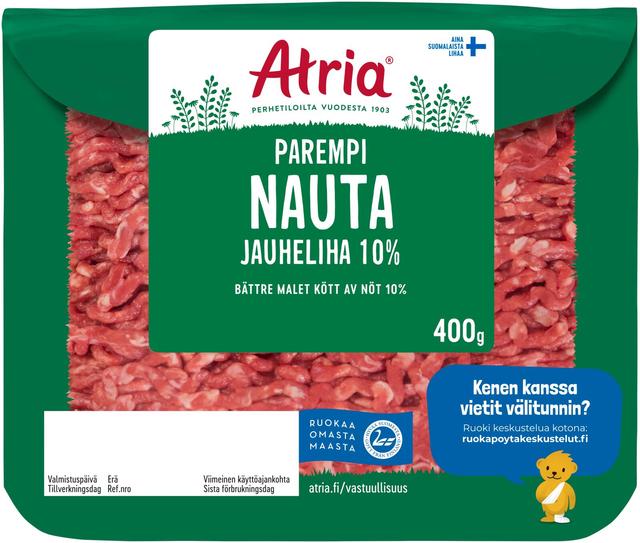 AINA
SUOMALAISTA
LIHAA
Atria®
PERHETILOILTA VUODESTA 1903
PAREMPI
NAUTA
JAUHELIHA 10%
BÄTTRE MALET KÖTT AV NÖT 10%
400g
Kenen kanssa
vietit välitunnin?
Ruoki keskustelua kotona:
ruokapoytakeskustelut.fi
RUOKAA
OMASTA
MAASTA
Valmistuspäivä Erä Viimeinen käyttöajankohta
Tillverkningsdag Ref.nro Sista förbrukningsdag
atria.fi/vastuullisuus